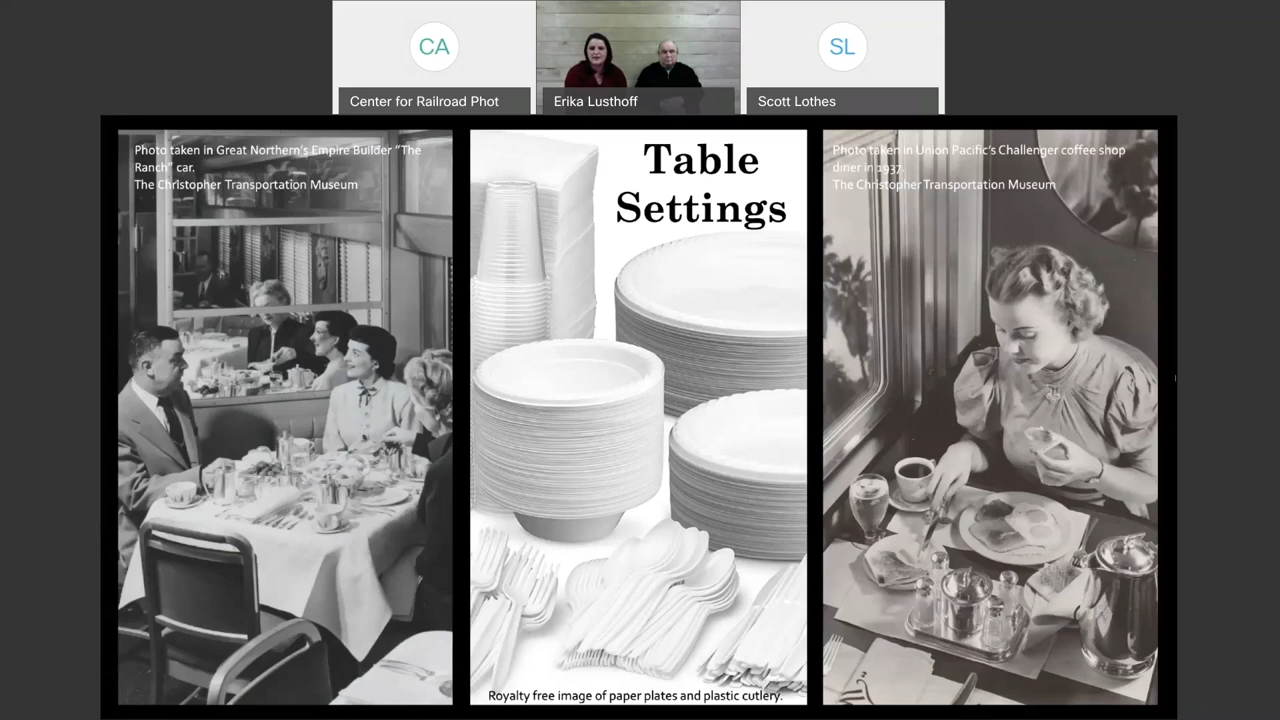 CA
SL
Center for Railroad Phot
Erika Lusthoff
Scott Lothes
Photo taken in Great Northern's Empire Builder "The
Ranch" car.
The Christopher Transportation Museum
Table
Settings
Royalty free image of paper plates and plastic cutlery.
Photo taken in Union Pacific's Challenger coffee shop
diner in 1937.
The Christopher Transportation Museum